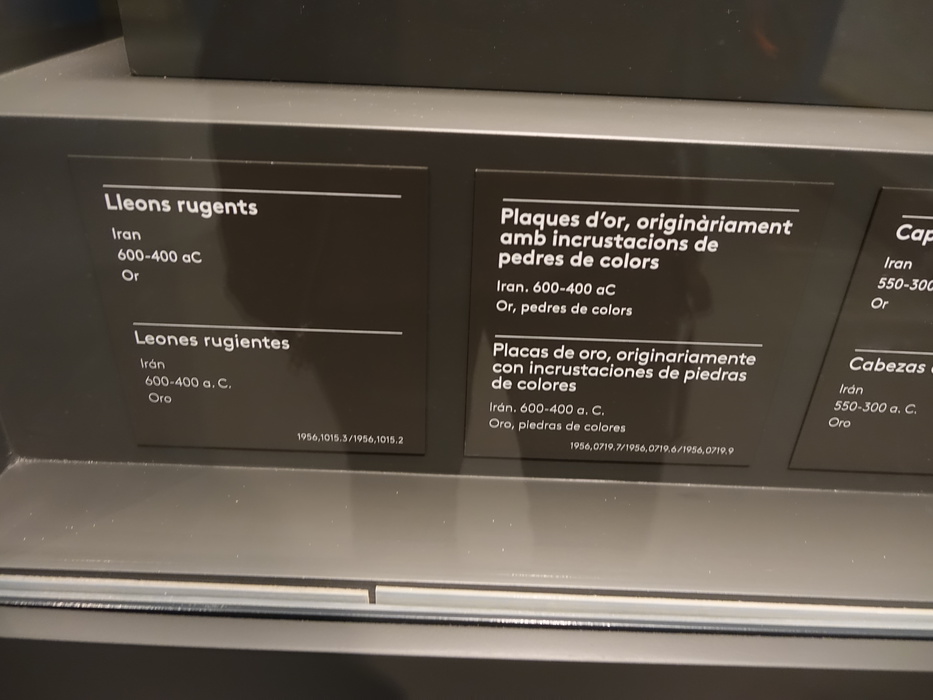 Lleons rugents
Iran
600-400 aC
Or
Leones rugientes
Irán
600-400 a. C.
Oro
1956,1015.3/1956,1015.2
Plaques d'or, originàriament
amb incrustacions de
pedres de colors
Iran. 600-400 aC
Or, pedres de colors
Placas de oro, originariamente
con incrustaciones de piedras
de colores
Irán. 600-400 a. C.
Oro, piedras de colores
1956,0719.7/1956,0719.6/1956,0719.9
Iran
Or
Cabezas
Irán
550-300 a. C.
Oro